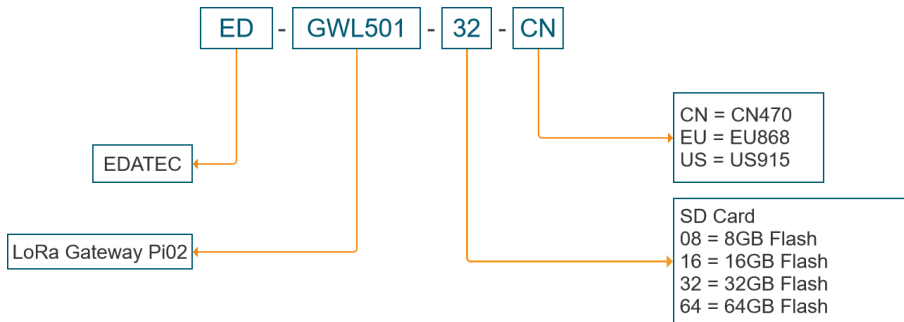 ED - GWL501 - 32 - CN
CN = CN470
EU = EU868
US = US915
EDATEC
SD Card
08 = 8GB Flash
16 = 16GB Flash
32 = 32GB Flash
64 = 64GB Flash
LoRa Gateway Pi02